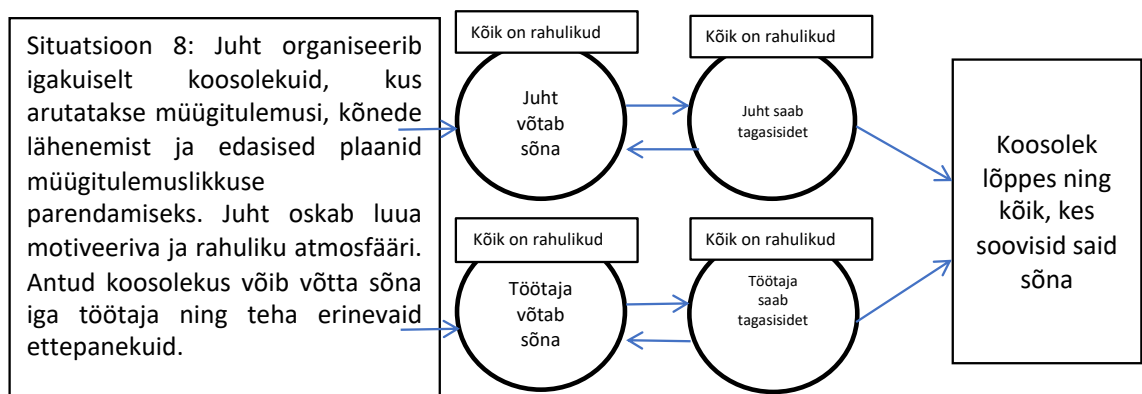 Situatsioon 8: Juht organiseerib
igakuiselt koosolekuid, kus
arutatakse müügitulemusi, kõnede
lähenemist ja edasised plaanid
müügitulemuslikkuse
parendamiseks. Juht oskab luua
motiveeriva ja rahuliku atmosfääri.
Antud koosolekus võib võtta sõna
iga töötaja ning teha erinevaid
ettepanekuid.
Kõik on rahulikud
Juht
võtab
sõna
Kõik on rahulikud
Juht saab
tagasisidet
Kõik on rahulikud
Töötaja
võtab
sõna
Kõik on rahulikud
Töötaja
saab
tagasisidet
Koosolek
lõppes ning
kõik, kes
soovisid said
sõna